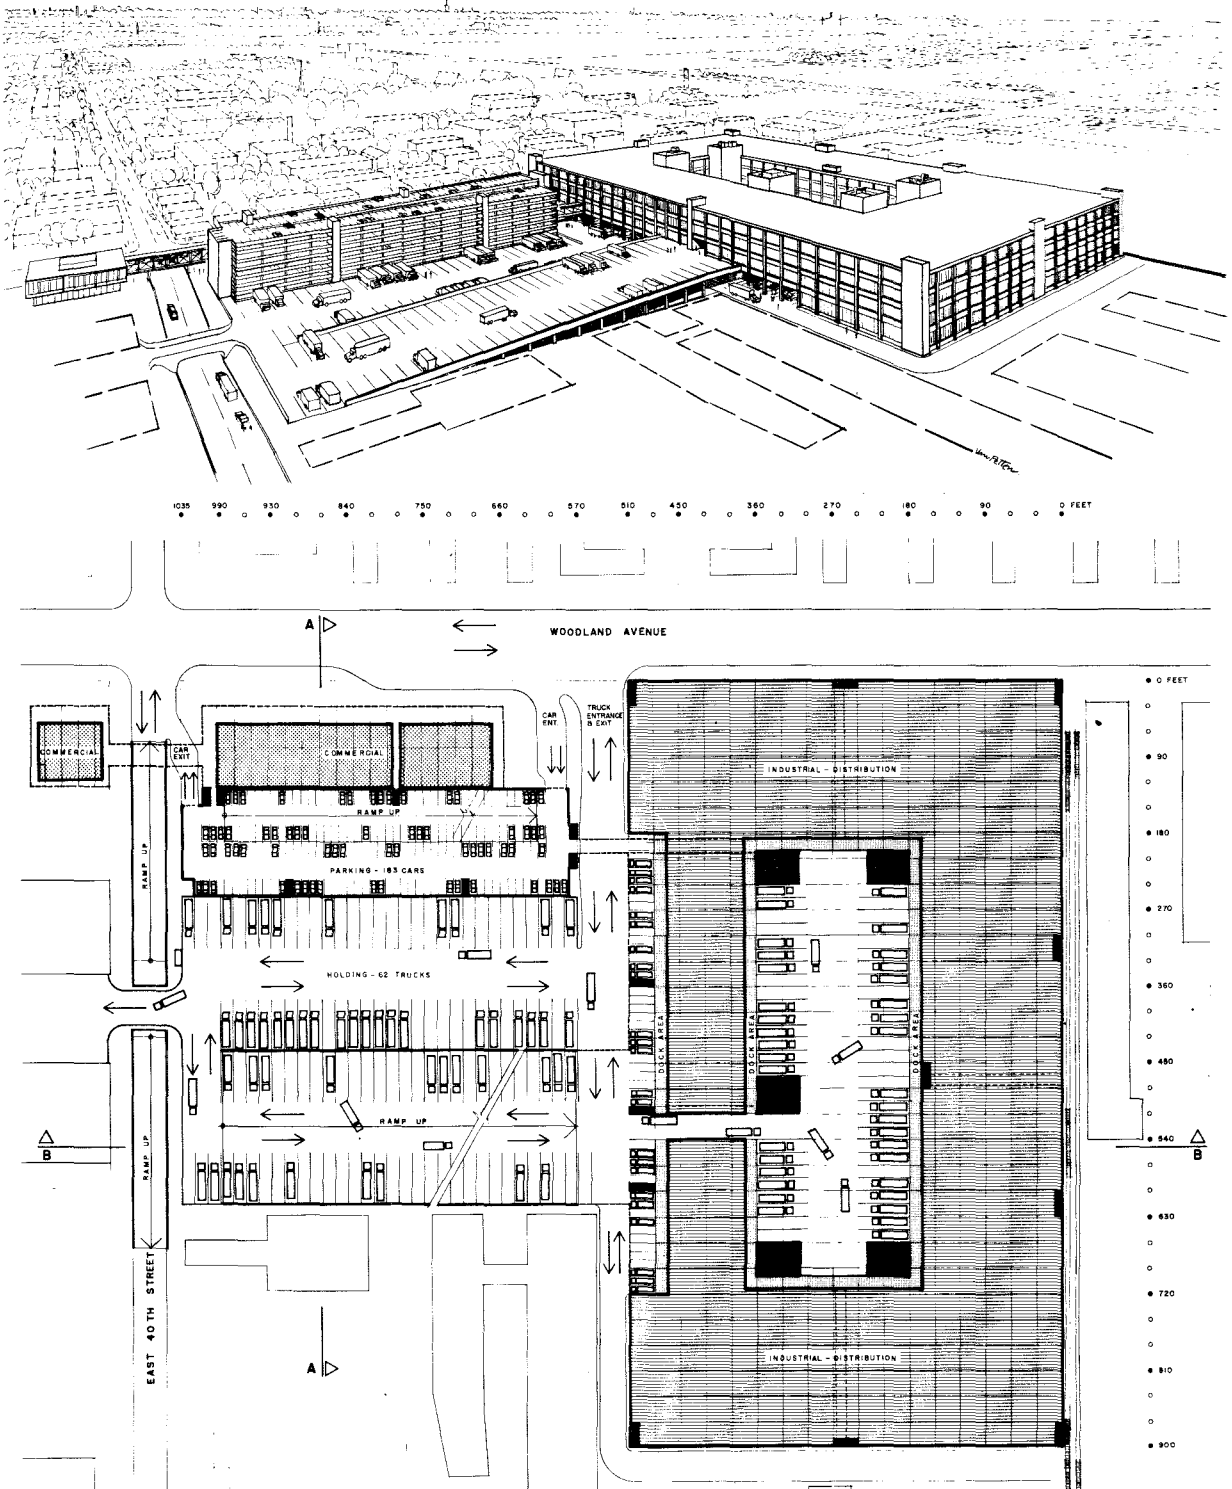 Van Petten
1035 990 930 840 750 660 570 510 450 360 270 180 90 0 FEET
A
WOODLAND AVENUE
0 FEET
CAR ENT.
TRUCK ENTRANCE & EXIT
COMMERCIAL
CAR EXIT
COMMERCIAL
90
INDUSTRIAL - DISTRIBUTION
RAMP UP
180
RAMP UP
PARKING - 183 CARS
270
HOLDING - 62 TRUCKS
360
DOCK AREA
DOCK AREA
DOCK AREA
450
RAMP UP
RAMP UP
540
B
B
630
720
EAST 40TH STREET
INDUSTRIAL - DISTRIBUTION
A
810
900